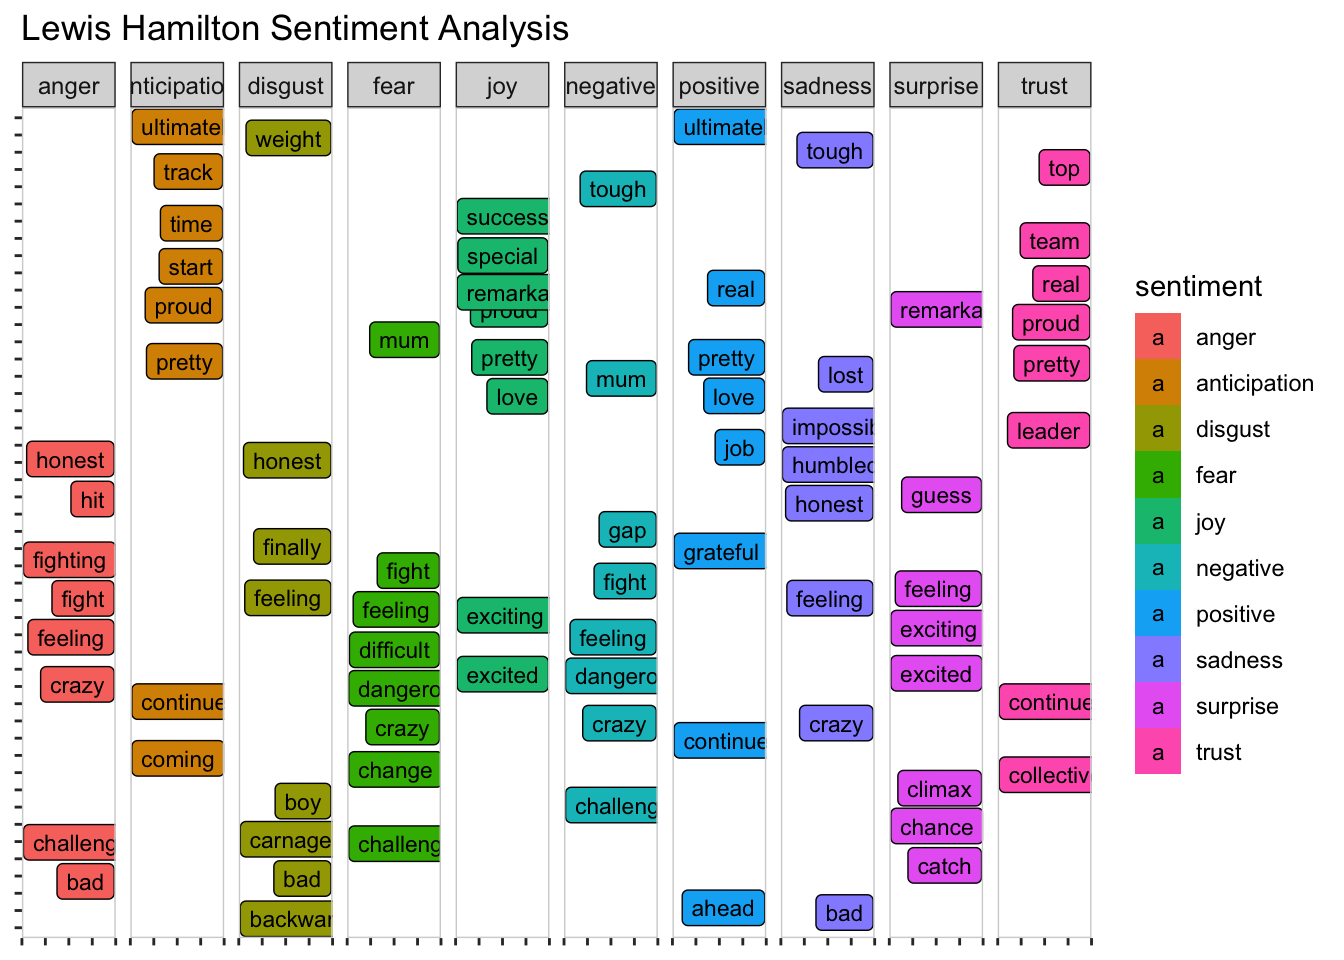 Lewis Hamilton Sentiment Analysis
anger
nticipatio
disgust
fear
joy
negative
positive
sadness
surprise
trust
honest
hit
fighting
fight
feeling
crazy
challeng
bad
ultimate
track
time
start
proud
pretty
continue
coming
weight
honest
finally
feeling
boy
carnage
bad
backwar
mum
fight
feeling
difficult
dangero
crazy
change
challeng
success
special
remarka
proud
pretty
love
exciting
excited
tough
mum
gap
fight
feeling
dangero
crazy
challeng
ultimate
real
pretty
love
job
grateful
continue
ahead
tough
lost
impossib
humbled
honest
feeling
crazy
bad
remarka
guess
feeling
exciting
excited
climax
chance
catch
top
team
real
proud
pretty
leader
continue
collectiv
sentiment
a anger
a anticipation
a disgust
a fear
a joy
a negative
a positive
a sadness
a surprise
a trust